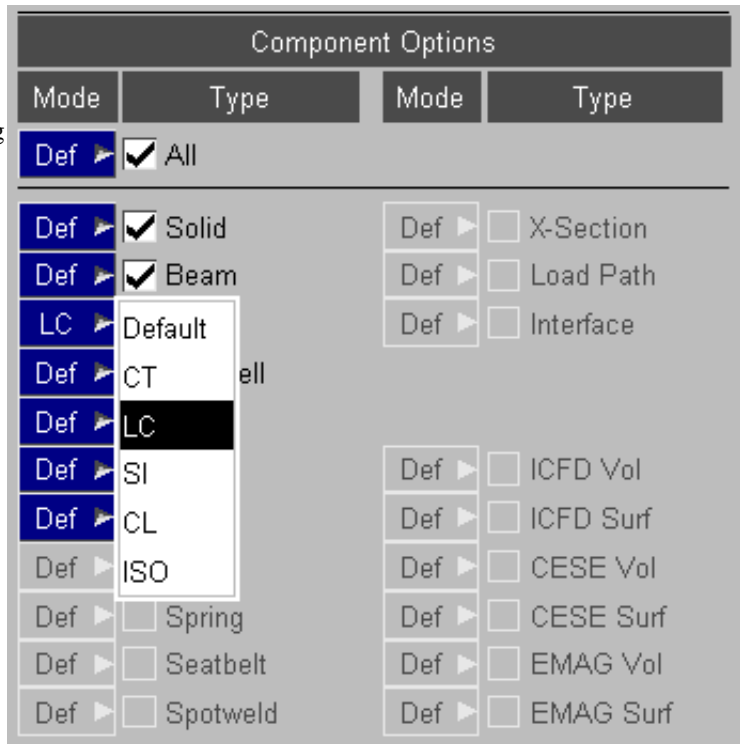 Component Options
Mode Type Mode Type
g
Def All
Def Solid Def X-Section
Def Beam Def Load Path
LC Default Def Interface
Def CT ell
Def LC
Def SI Def ICFD Vol
Def CL Def ICFD Surf
Def ISO Def CESE Vol
Def Spring Def CESE Surf
Def Seatbelt Def EMAG Vol
Def Spotweld Def EMAG Surf